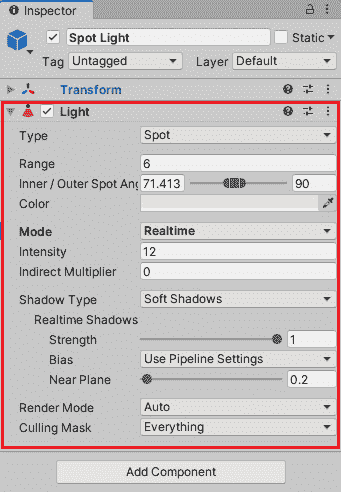 Inspector
Spot Light Static
Tag Untagged Layer Default
Transform
Light
Type Spot
Range 6
Inner / Outer Spot Ang 71.413 90
Color
Mode Realtime
Intensity 12
Indirect Multiplier 0
Shadow Type Soft Shadows
Realtime Shadows
Strength 1
Bias Use Pipeline Settings
Near Plane 0.2
Render Mode Auto
Culling Mask Everything
Add Component